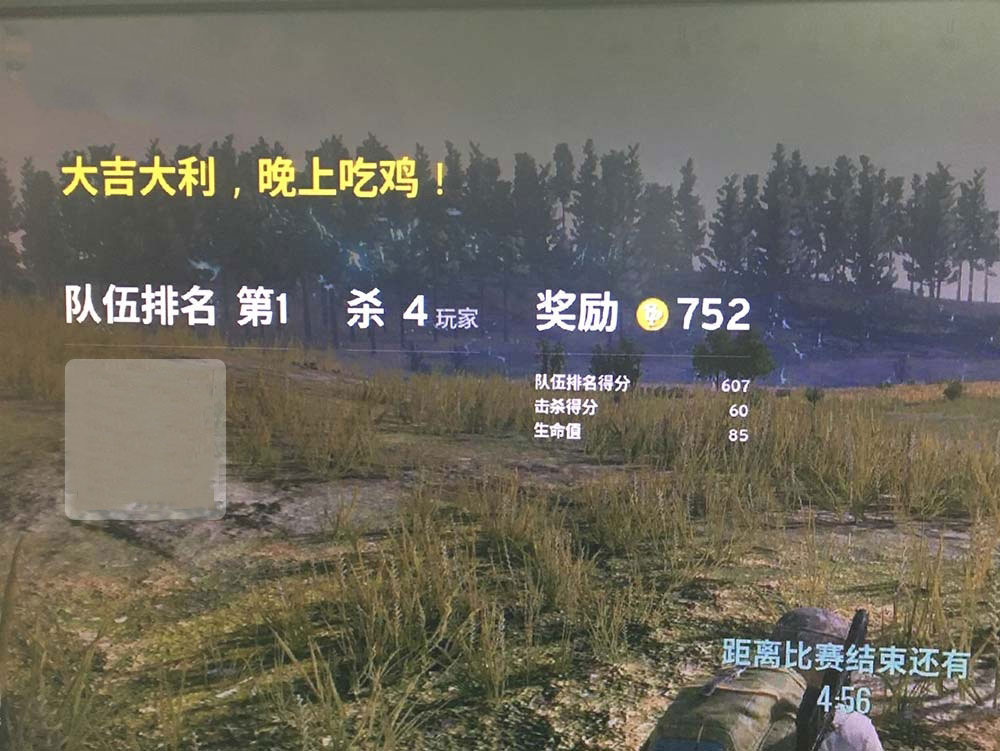 大吉大利，晚上吃鸡！
队伍排名 第1 杀 4 玩家 奖励 752
队伍排名得分 607
击杀得分 60
生命值 85
距离比赛结束还有
4:56